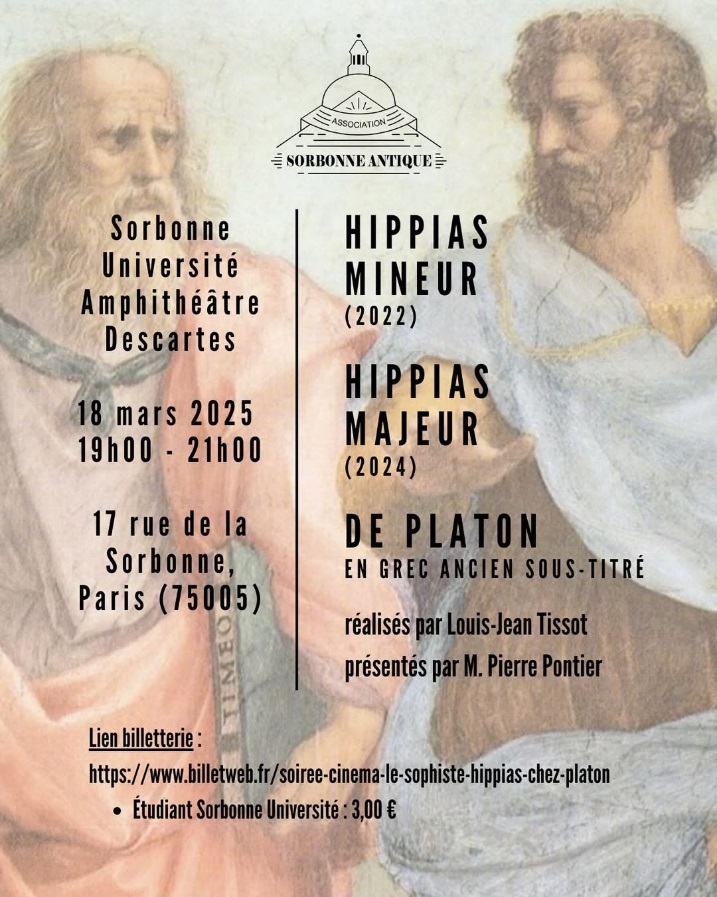 ASSOCIATION
SORBONNE ANTIQUE
Sorbonne
Université
Amphithéâtre
Descartes
18 mars 2025
19h00 - 21h00
17 rue de la
Sorbonne,
Paris (75005)
HIPPIAS
MINEUR
(2022)
HIPPIAS
MAJEUR
(2024)
DE PLATON
EN GREC ANCIEN SOUS-TITRÉ
réalisés par Louis-Jean Tissot
présentés par M. Pierre Pontier
TIMEO
Lien billetterie :
https://www.billetweb.fr/soiree-cinema-le-sophiste-hippias-chez-platon
• Étudiant Sorbonne Université : 3,00 €